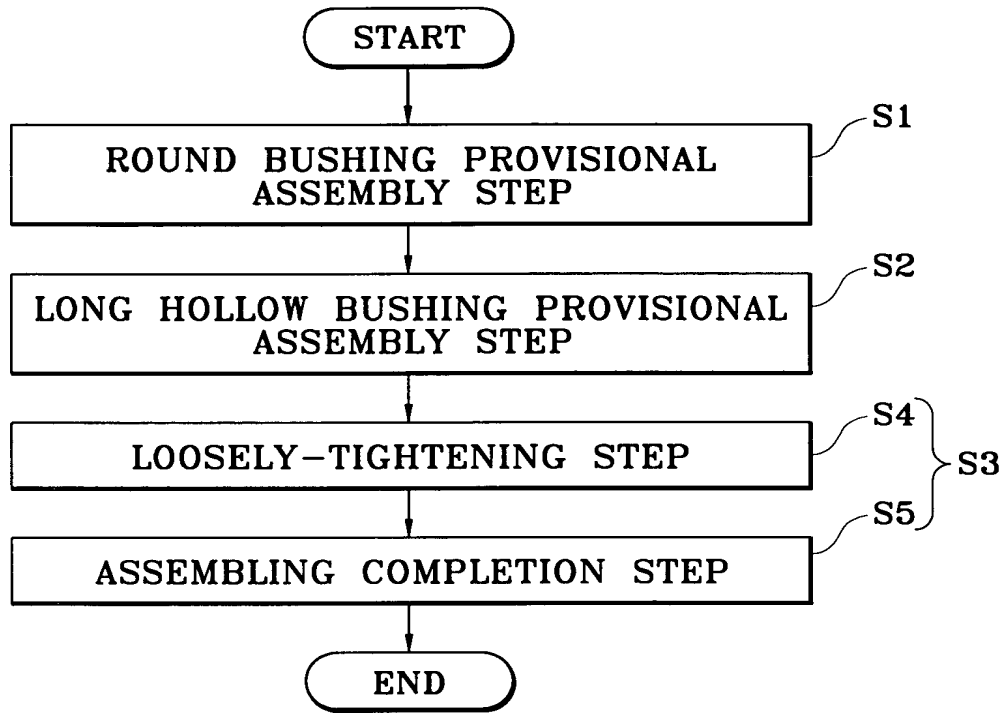 START
S1
ROUND BUSHING PROVISIONAL
ASSEMBLY STEP
S2
LONG HOLLOW BUSHING PROVISIONAL
ASSEMBLY STEP
S4
LOOSELY-TIGHTENING STEP
S3
S5
ASSEMBLING COMPLETION STEP
END